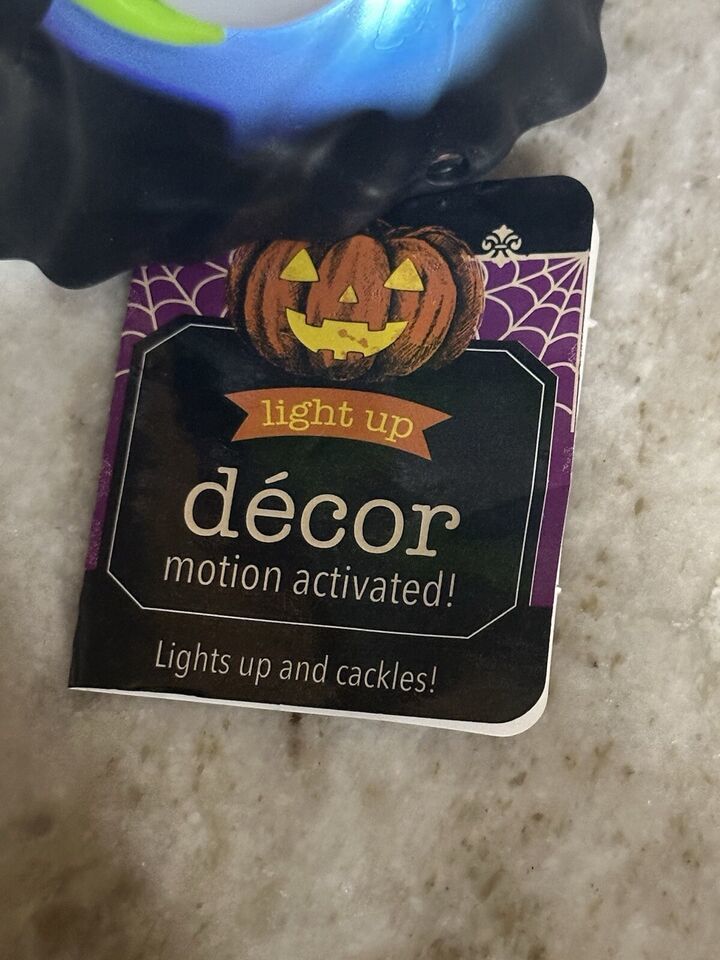 light up
décor
motion activated!
Lights up and cackles!